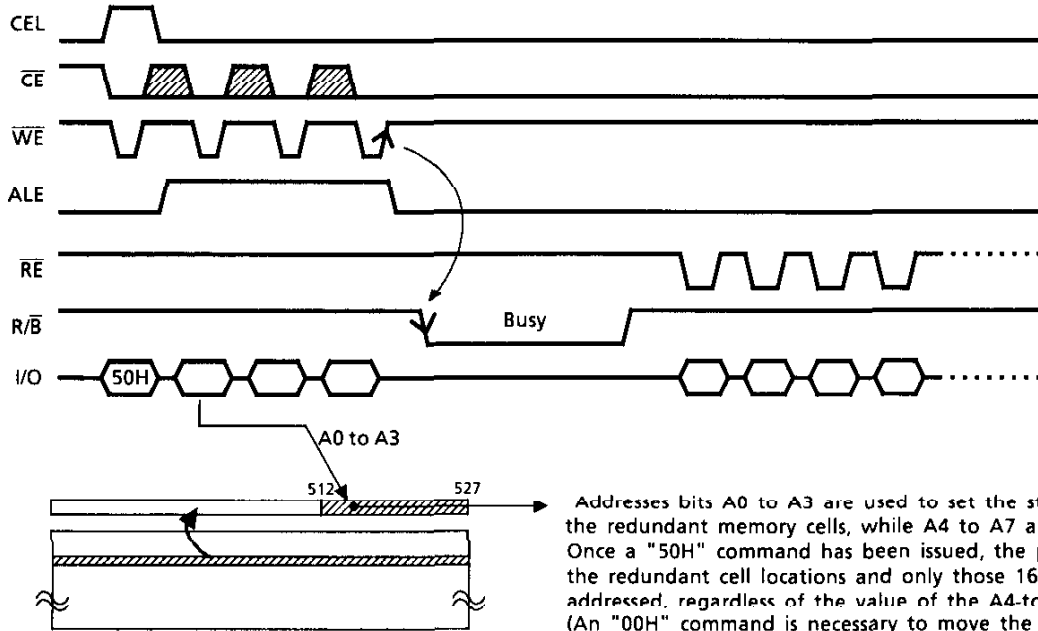 CEL
CE
WE
ALE
RE
R/B
Busy
I/O
50H
A0 to A3
512
527
Addresses bits A0 to A3 are used to set the
the redundant memory cells, while A4 to A7
Once a "50H" command has been issued, the
the redundant cell locations and only those 16
addressed, regardless of the value of the
(An "00H" command is necessary to move the